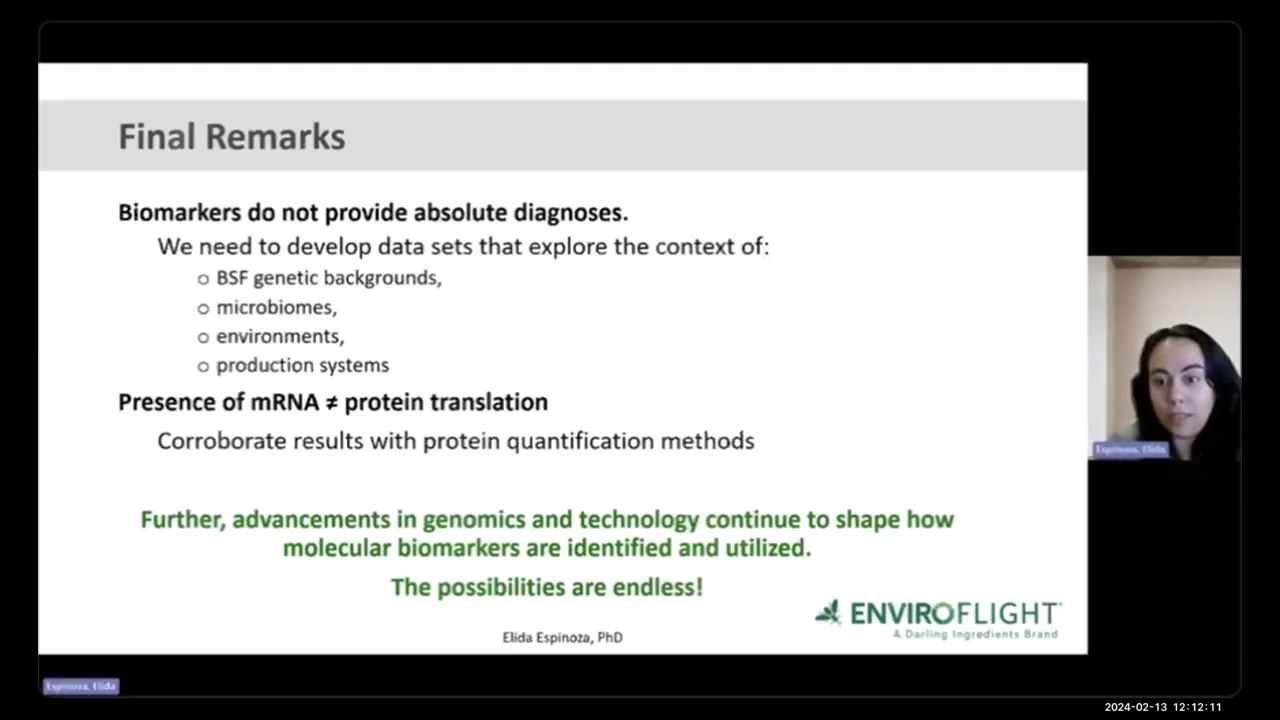 Final Remarks
Biomarkers do not provide absolute diagnoses.
We need to develop data sets that explore the context of:
o BSF genetic backgrounds,
o microbiomes,
o environments,
o production systems
Presence of mRNA ≠ protein translation
Corroborate results with protein quantification methods
Further, advancements in genomics and technology continue to shape how
molecular biomarkers are identified and utilized.
The possibilities are endless!
ENVIROFLIGHT
A Darling Ingredients Brand
Elida Espinoza, PhD
Espinoza, Elida
Espinoza, Elida
2024-02-13 12:12:11